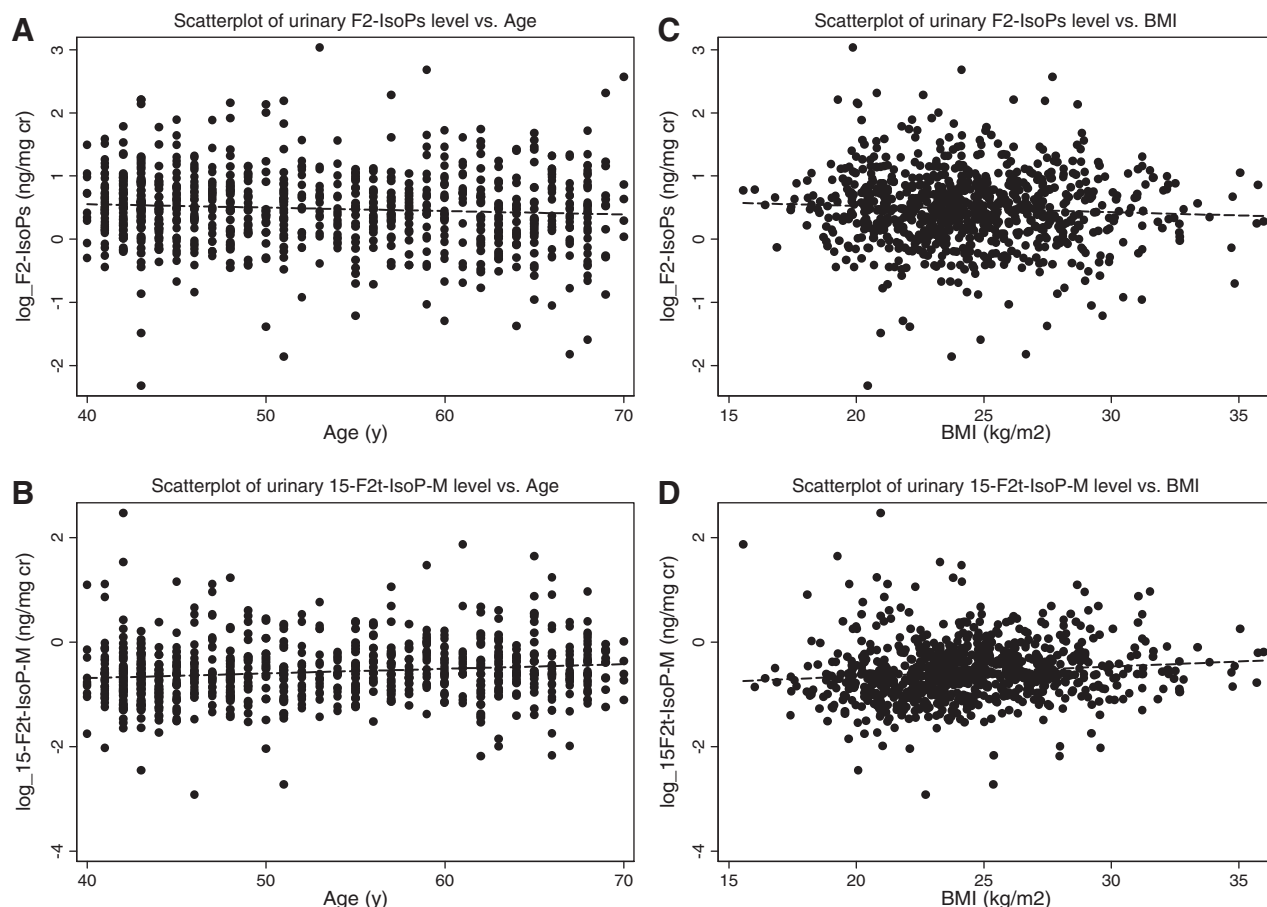 A
Scatterplot of urinary F2-IsoPs level vs. Age
log_F2-IsoPs (ng/mg cr)
3
2
1
0
-1
-2
40
50
60
70
Age (y)
C
Scatterplot of urinary F2-IsoPs level vs. BMI
log_F2-IsoPs (ng/mg cr)
3
2
1
0
-1
-2
15
20
25
30
35
BMI (kg/m2)
B
Scatterplot of urinary 15-F2t-IsoP-M level vs. Age
log_15-F2t-IsoP-M (ng/mg cr)
2
0
-2
-4
40
50
60
70
Age (y)
D
Scatterplot of urinary 15-F2t-IsoP-M level vs. BMI
log_15F2t-IsoP-M (ng/mg cr)
2
0
-2
-4
15
20
25
30
35
BMI (kg/m2)